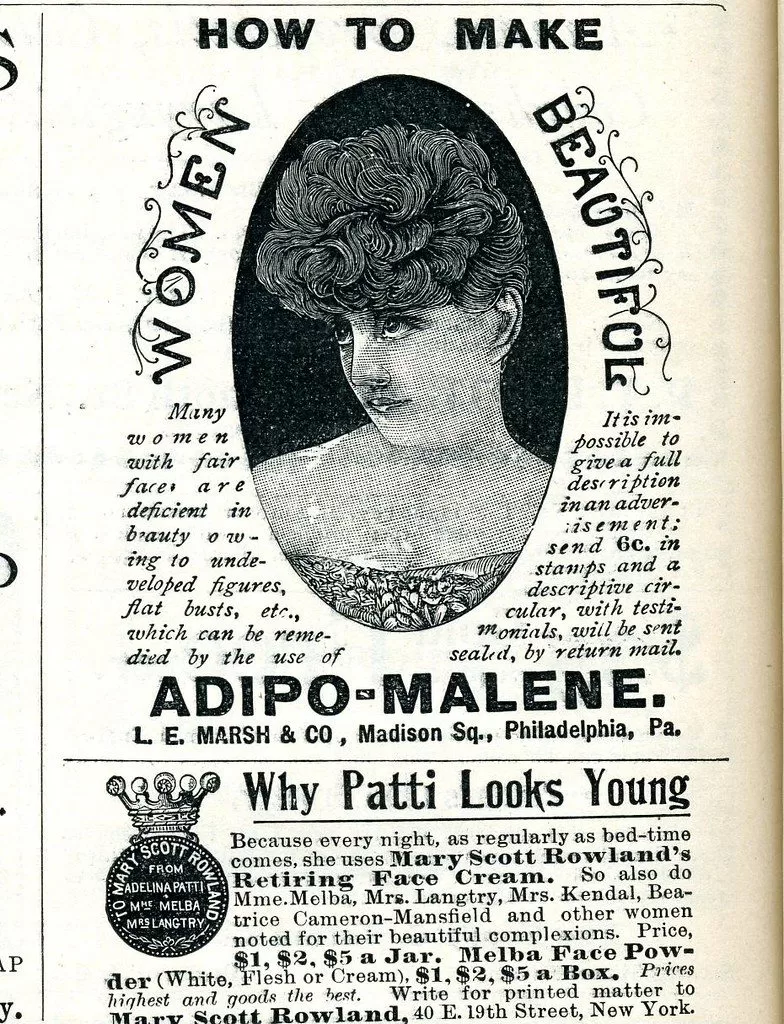 HOW TO MAKE
WOMEN
BEAUTIFUL
Many
women
with fair
faces are
deficient in
beauty ow-
ing to unde-
veloped figures,
flat busts, etc.,
which can be reme-
died by the use of
It is im-
possible to
give a full
description
in an adver-
isement;
send 6c. in
stamps and a
descriptive cir-
cular, with testi-
monials, will be sent
sealed, by return mail.
ADIPO-MALENE.
L. E. MARSH & CO., Madison Sq., Philadelphia, Pa.
Why Patti Looks Young
TO MARY SCOTT ROWLAND
FROM
ADELINA PATTI
MME MELBA
MRS LANGTRY
Because every night, as regularly as bed-time
comes, she uses Mary Scott Rowland's
Retiring Face Cream. So also do
Mme. Melba, Mrs. Langtry, Mrs. Kendal, Bea-
trice Cameron-Mansfield and other women
noted for their beautiful complexions. Price,
$1, $2, $5 a Jar. Melba Face Pow-
der (White, Flesh or Cream), $1, $2, $5 a Box. Prices
highest and goods the best. Write for printed matter to
Mary Scott Rowland, 40 E. 19th Street, New York.
AP
y.